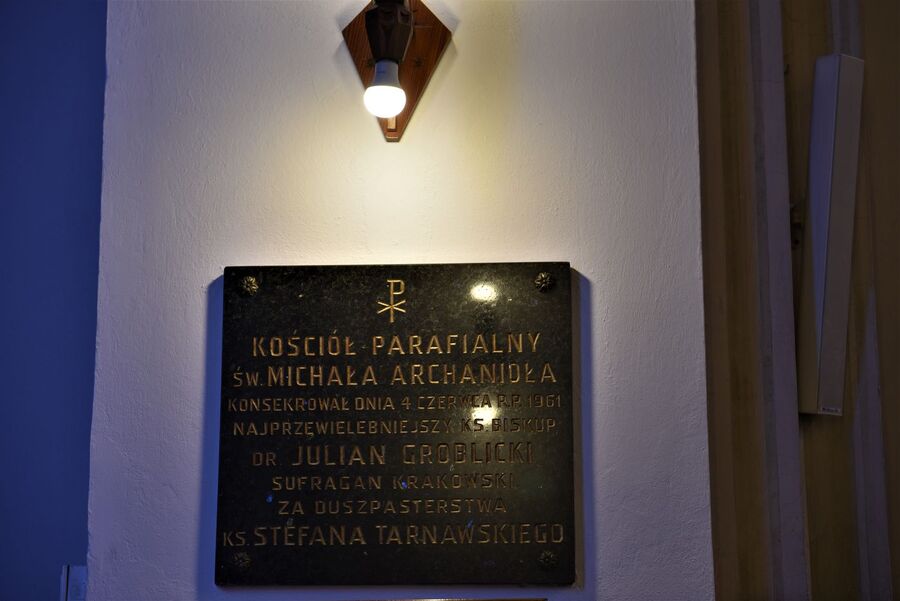 KOŚCIÓŁ PARAFIALNY
ŚW. MICHAŁA ARCHANIOŁA
KONSEKROWAŁ DNIA 4 CZERWCA R.P. 1961
NAJPRZEWIELEBNIEJSZY KS. BISKUP
DR. JULIAN GROBLICKI
SUFRAGAN KRAKOWSKI
ZA DUSZPASTERSTWA
KS. STEFANA TARNAWSKIEGO